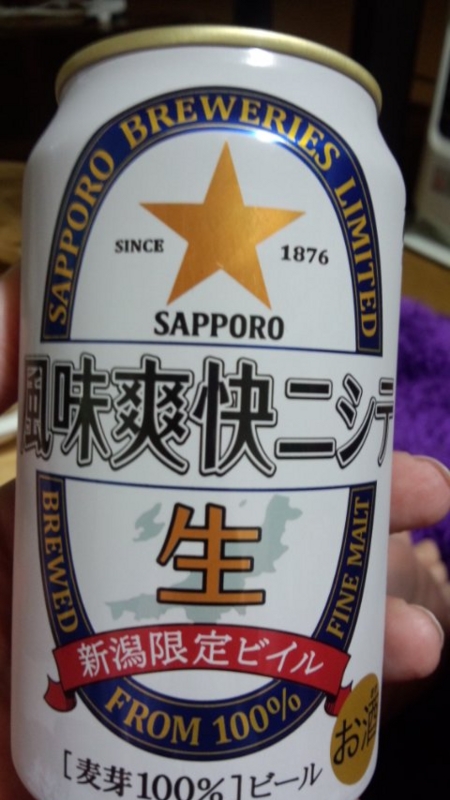 SAPPORO BREWERIES LIMITED
SINCE 1876
SAPPORO
風味爽快ニシテ
生
BREWED FROM 100% FINE MALT
新潟限定ビイル
お酒
[麦芽100%]ビール